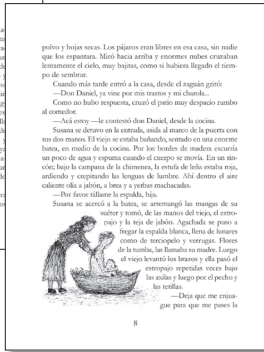 polvo y hojas secas. Los pájaros eran libres en esa casa, sin nadie
que los espantara. Miró hacia arriba y enormes nubes cruzaban
lentamente el cielo, muy bajitas, como si hubiera llegado el tiem-
po de sembrar.
Cuando más tarde entró a la casa, desde el zaguán gritó:
—Don Daniel, ya vine por mis trastos y mi charola...
Como no hubo respuesta, cruzó el patio muy despacio rumbo
al comedor.
—Acá estoy —le contestó don Daniel, desde la cocina.
Susana se detuvo en la entrada, asida al marco de la puerta con
sus dos manos. El viejo se estaba bañando, sentado en una enorme
batea, en medio de la cocina. Por los bordes de madera escurría
un poco de agua y espuma cuando el cuerpo se movía. En un rin-
cón; bajo la campana de la chimenea, la estufa de leña estaba roja,
ardiendo y crepitando las lenguas de lumbre. Ahí dentro el aire
caliente olía a jabón, a brea y a yerbas machacadas.
—Por favor tállame la espalda, hija.
Susana se acercó a la batea, se arremangó las mangas de su
suéter y tomó, de las manos del viejo, el estro-
pajo y la teja de jabón. Agachada se puso a
fregar la espalda blanca, llena de lunares
como de terciopelo y verrugas. Flores
de la tumba, las llamaba su madre. Luego
el viejo levantó los brazos y ella pasó el
estropajo repetidas veces bajo
las axilas y luego por el pecho y
las tetillas.
—Deja que me enjua-
gue para que me pases la
8